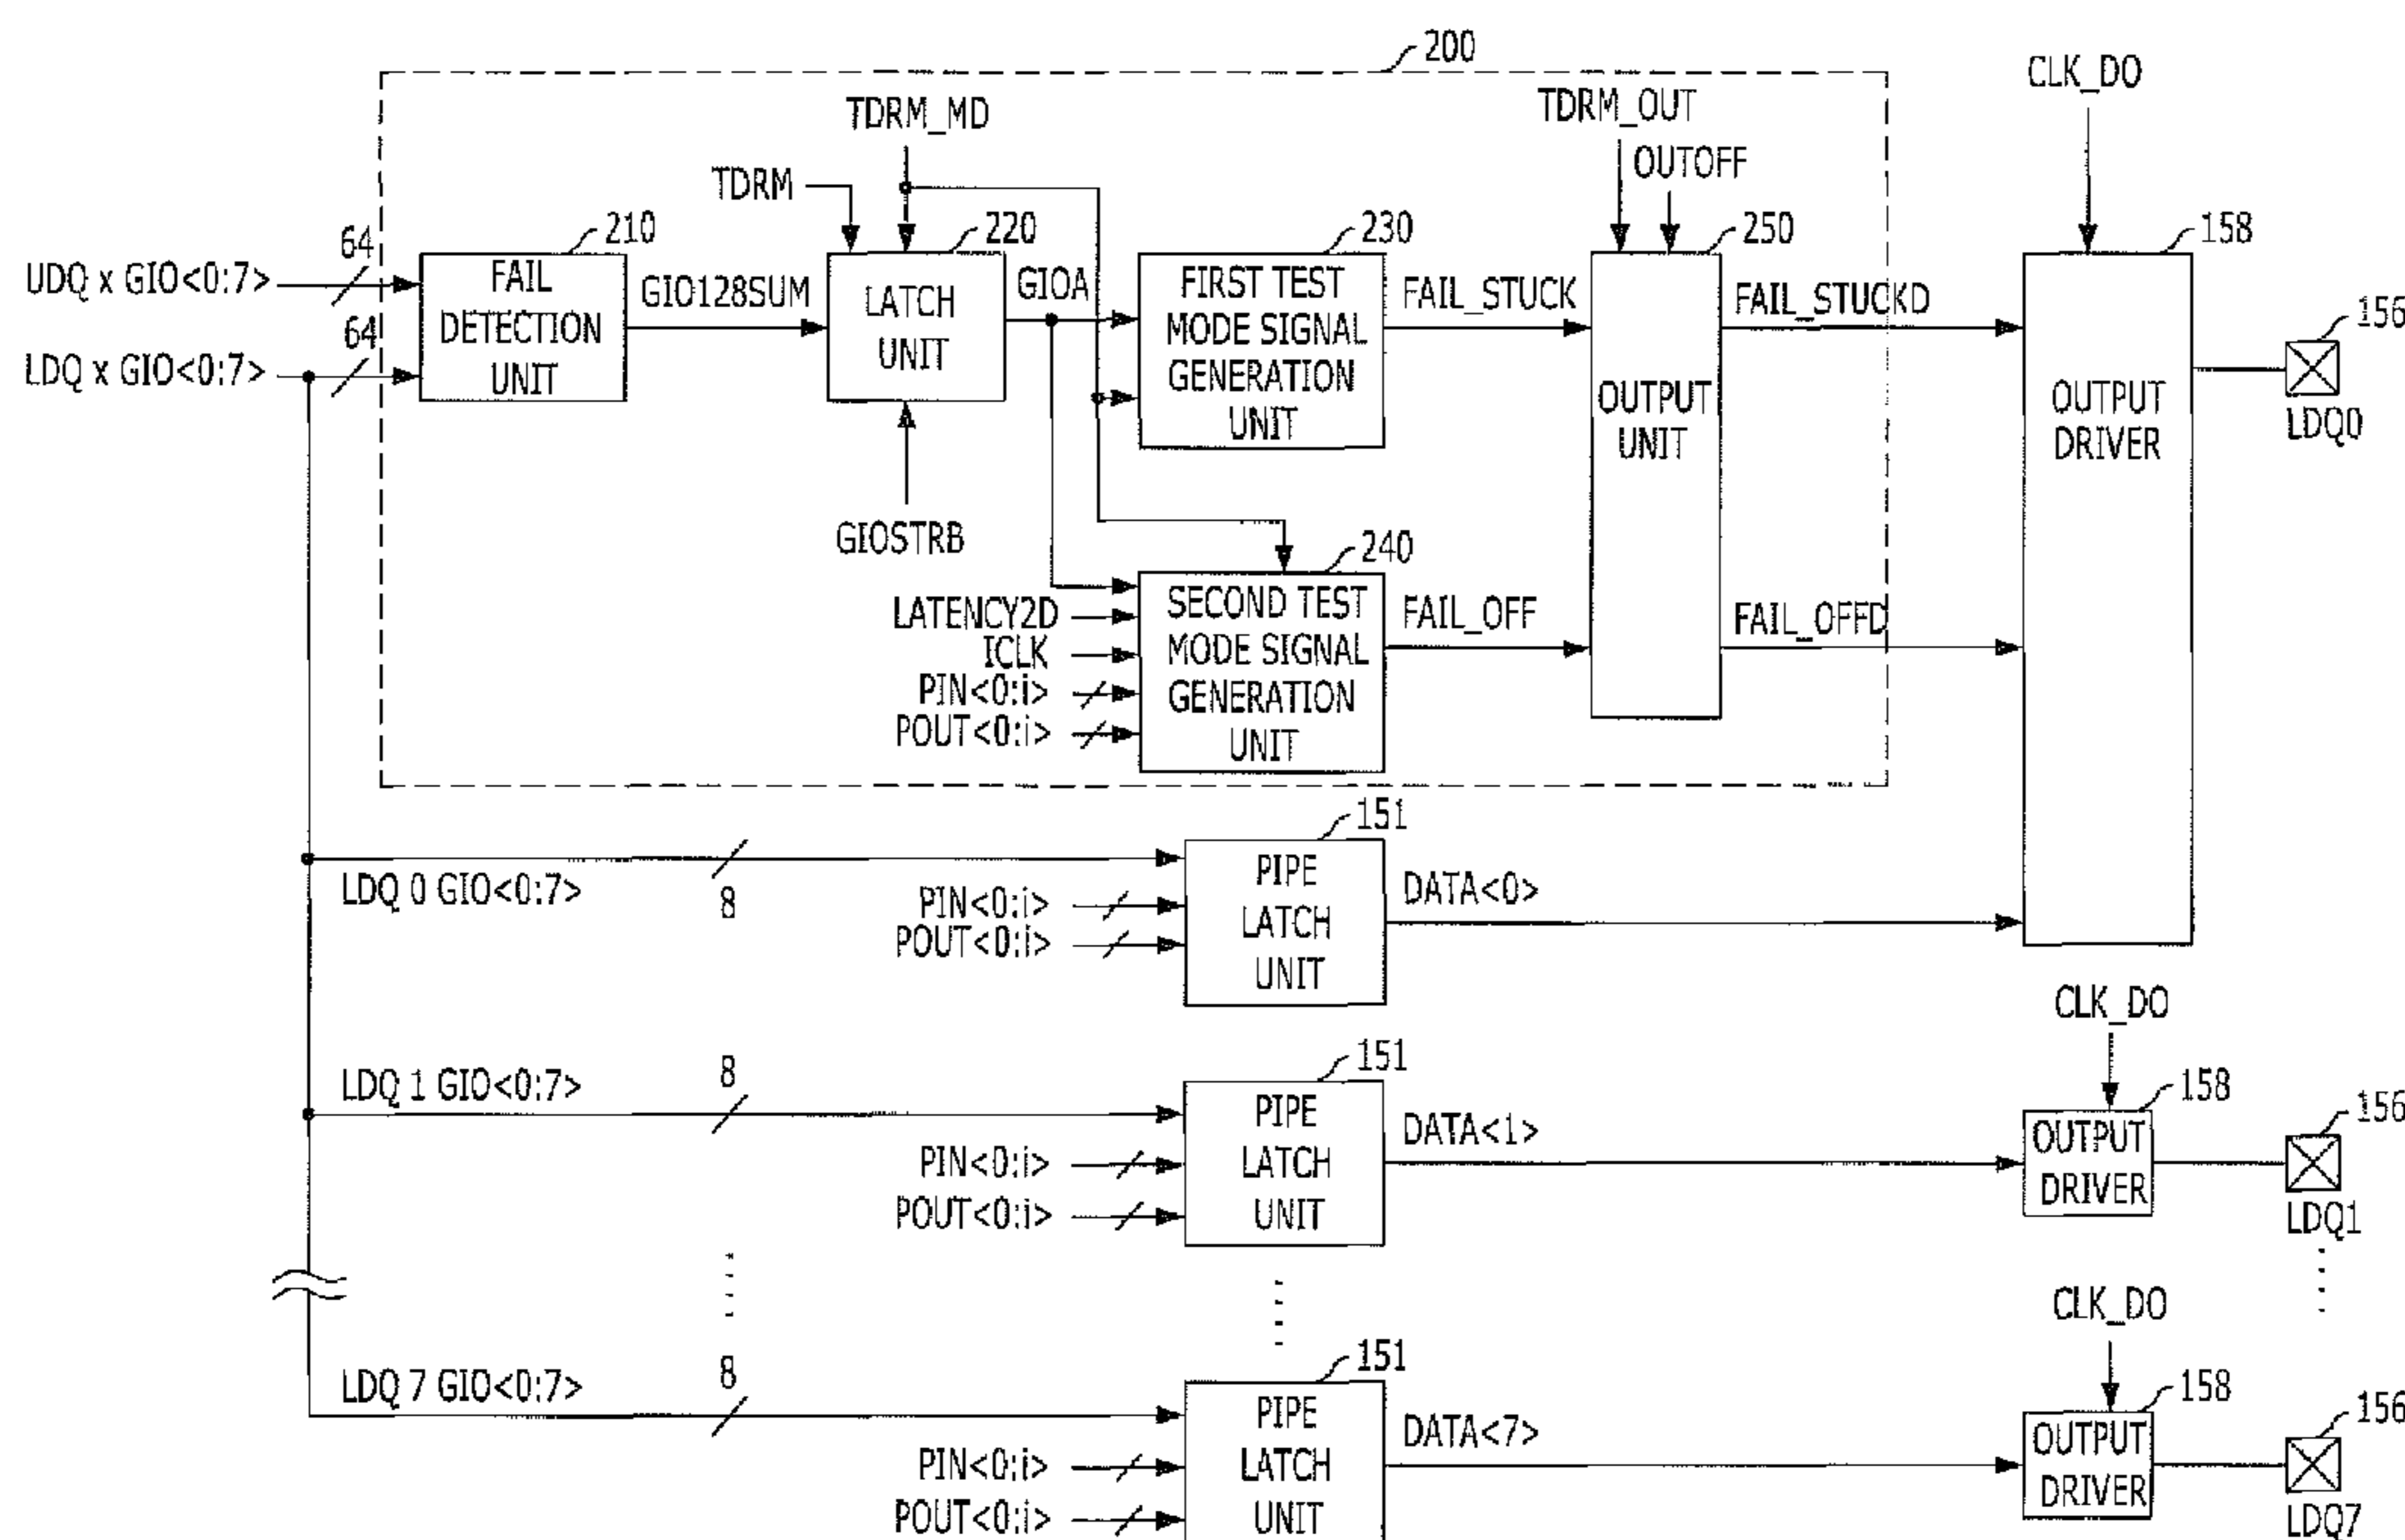 200
CLK_DO
TDRM_MD
TDRM_OUT
TDRM
OUTOFF
210
220
230
250
158
64
UDQ x GIO<0:7>
FAIL
DETECTION
UNIT
GIO128SUM
LATCH
UNIT
GIOA
FIRST TEST
MODE SIGNAL
GENERATION
UNIT
FAIL_STUCK
OUTPUT
UNIT
FAIL_STUCKD
OUTPUT
DRIVER
156
LDQ0
64
LDQ x GIO<0:7>
GIOSTRB
240
LATENCY2D
ICLK
PIN<0:i>
POUT<0:i>
SECOND TEST
MODE SIGNAL
GENERATION
UNIT
FAIL_OFF
FAIL_OFFD
151
LDQ 0 GIO<0:7>
8
PIN<0:i>
POUT<0:i>
PIPE
LATCH
UNIT
DATA<0>
CLK_DO
151
LDQ 1 GIO<0:7>
8
PIN<0:i>
POUT<0:i>
PIPE
LATCH
UNIT
DATA<1>
158
OUTPUT
DRIVER
156
LDQ1
CLK_DO
151
LDQ 7 GIO<0:7>
8
PIN<0:i>
POUT<0:i>
PIPE
LATCH
UNIT
DATA<7>
158
OUTPUT
DRIVER
156
LDQ7